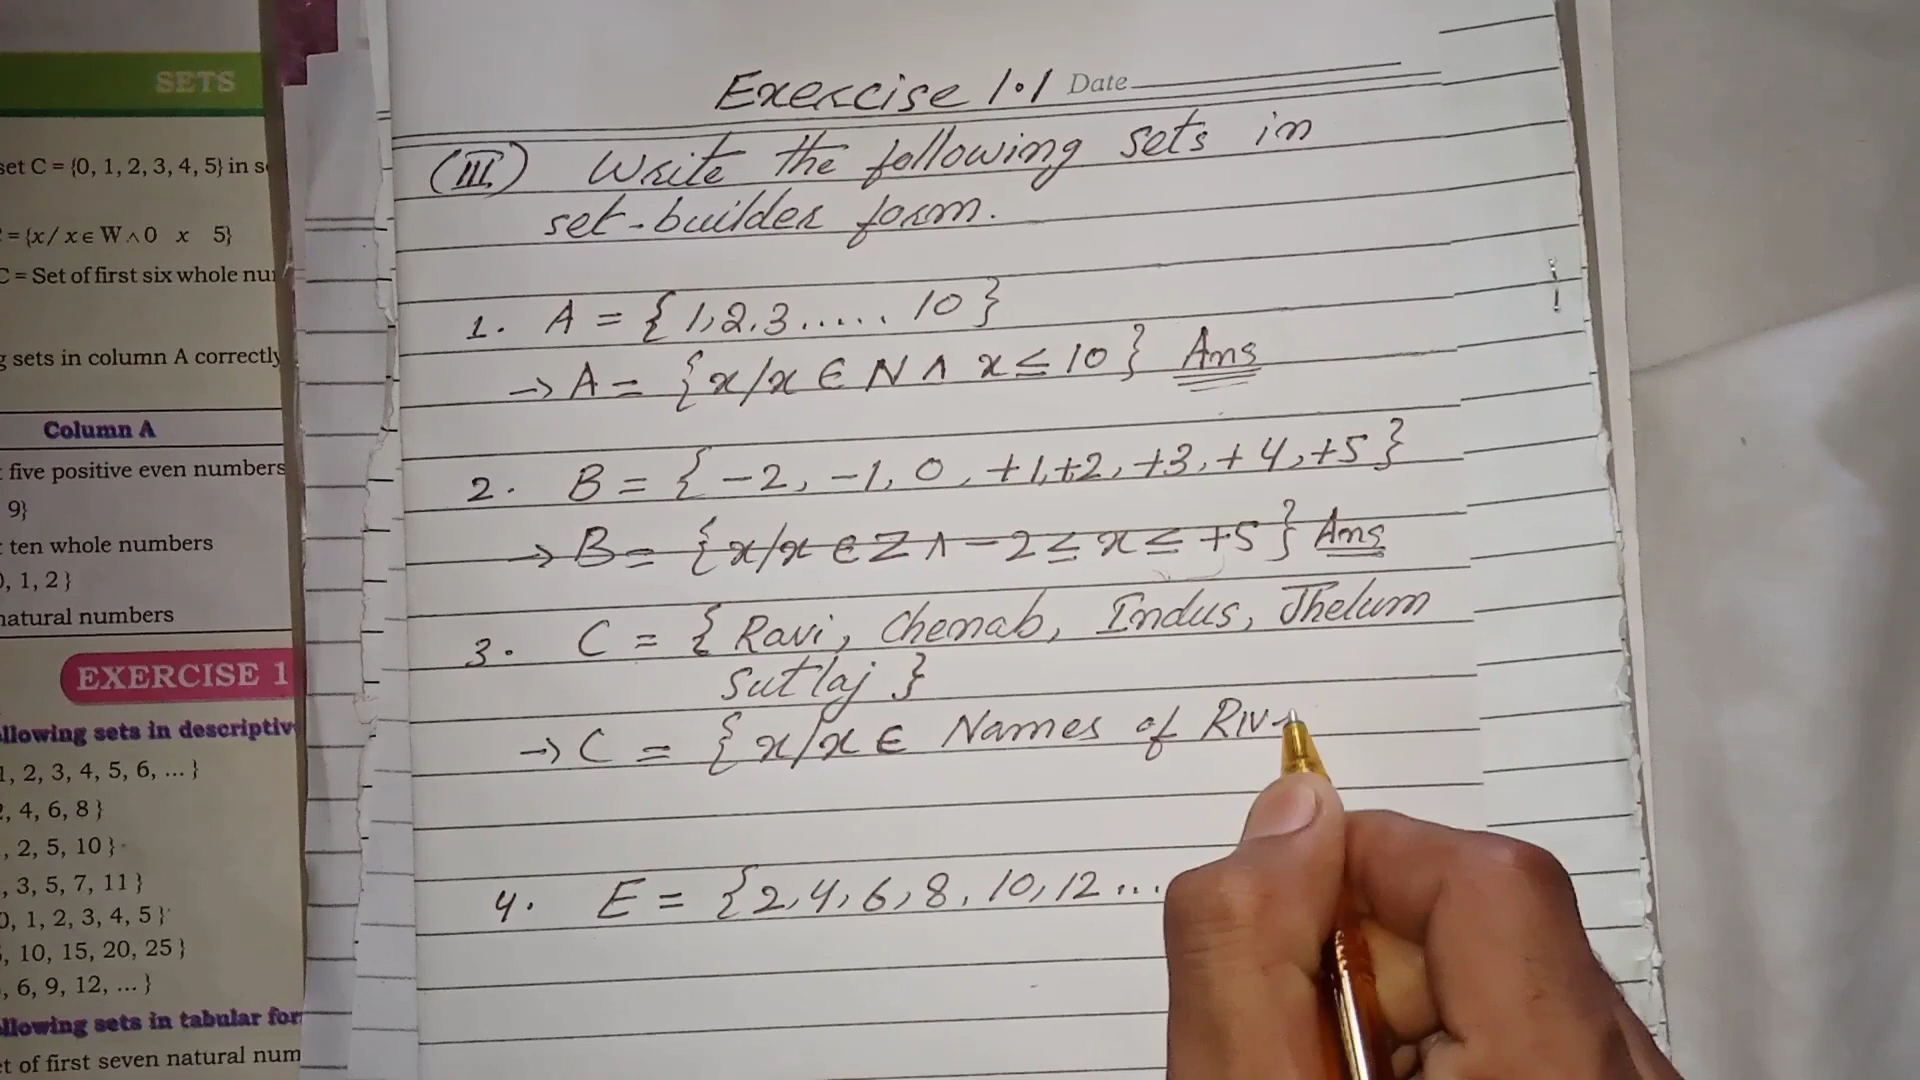 SETS
set C = {0, 1, 2, 3, 4, 5} in
= {x/ x ∈ W ∧ 0 x 5}
C = Set of first six whole
sets in column A correctly
Column A
five positive even numbers
9}
ten whole numbers
, 1, 2 }
natural numbers
EXERCISE 1
llowing sets in descriptiv
1, 2, 3, 4, 5, 6, ... }
, 4, 6, 8 }
, 2, 5, 10 }
, 3, 5, 7, 11 }
0, 1, 2, 3, 4, 5 }
, 10, 15, 20, 25 }
, 6, 9, 12, ... }
llowing sets in tabular for
t of first seven natural num
Exercise 1.1 Date
(III) Write the following sets in
set-builder form.
1. A = { 1,2,3..... 10 }
→ A = {x/x ∈ N ∧ x ≤ 10 } Ans
2. B = { -2, -1, 0, +1,+2, +3, +4, +5 }
→ B = {x/x ∈ Z ∧ -2 ≤ x ≤ +5 } Ans
3. C = { Ravi, Chenab, Indus, Jhelum
sutlaj }
→ C = { x/x ∈ Names of Riv
4. E = {2,4,6,8,10,12 ...